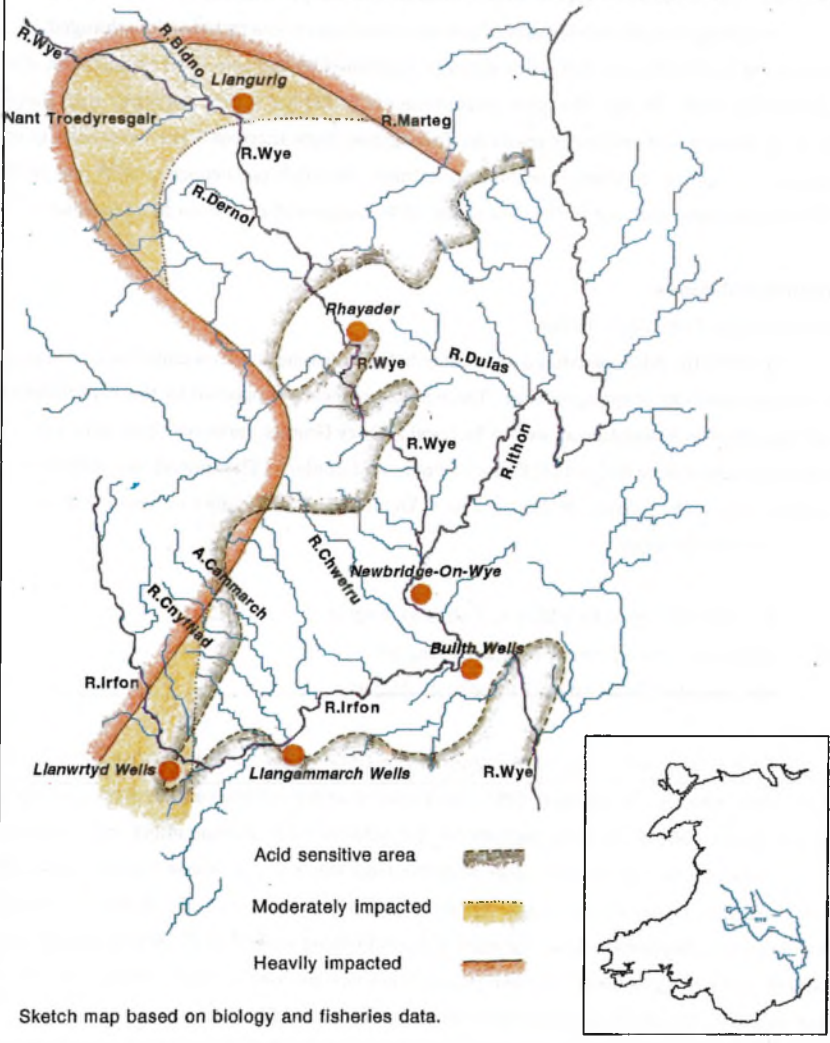 R.Wye
R.Bidno
Llangurig
Nant Troedyresgair
R.Marteg
R.Wye
R.Dernol
Rhayader
R.Wye
R.Dulas
R.Wye
R.Ithon
A.Cammarch
R.Chwefru
Newbridge-On-Wye
R.Cnyffiad
Builth Wells
R.Irfon
R.Irfon
Llanwrtyd Wells
Llangammarch Wells
R.Wye
Acid sensitive area
Moderately impacted
Heavily impacted
Sketch map based on biology and fisheries data.